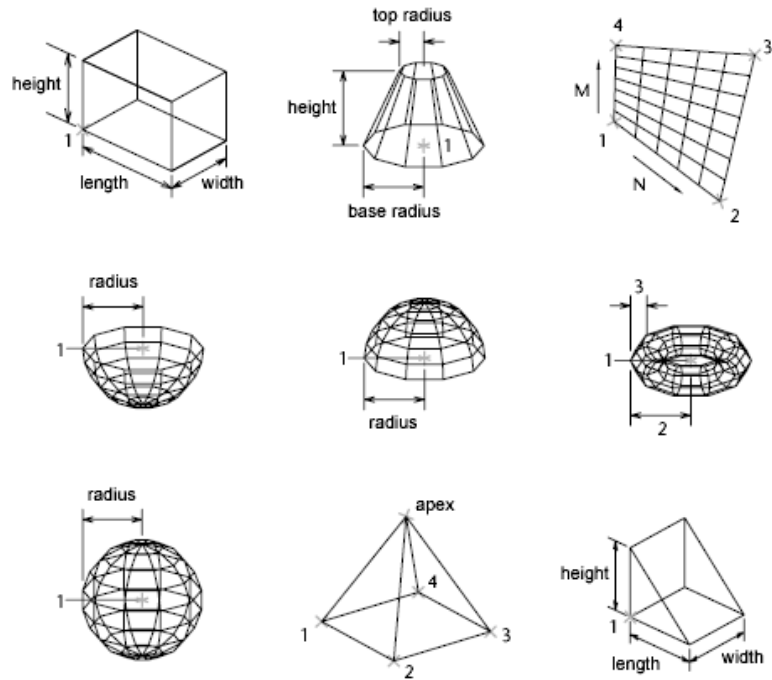 height
1
length
width
top radius
height
1
base radius
4
3
M
1
N
2
radius
1
1
radius
3
1
2
radius
1
apex
4
1
3
2
height
1
length
width